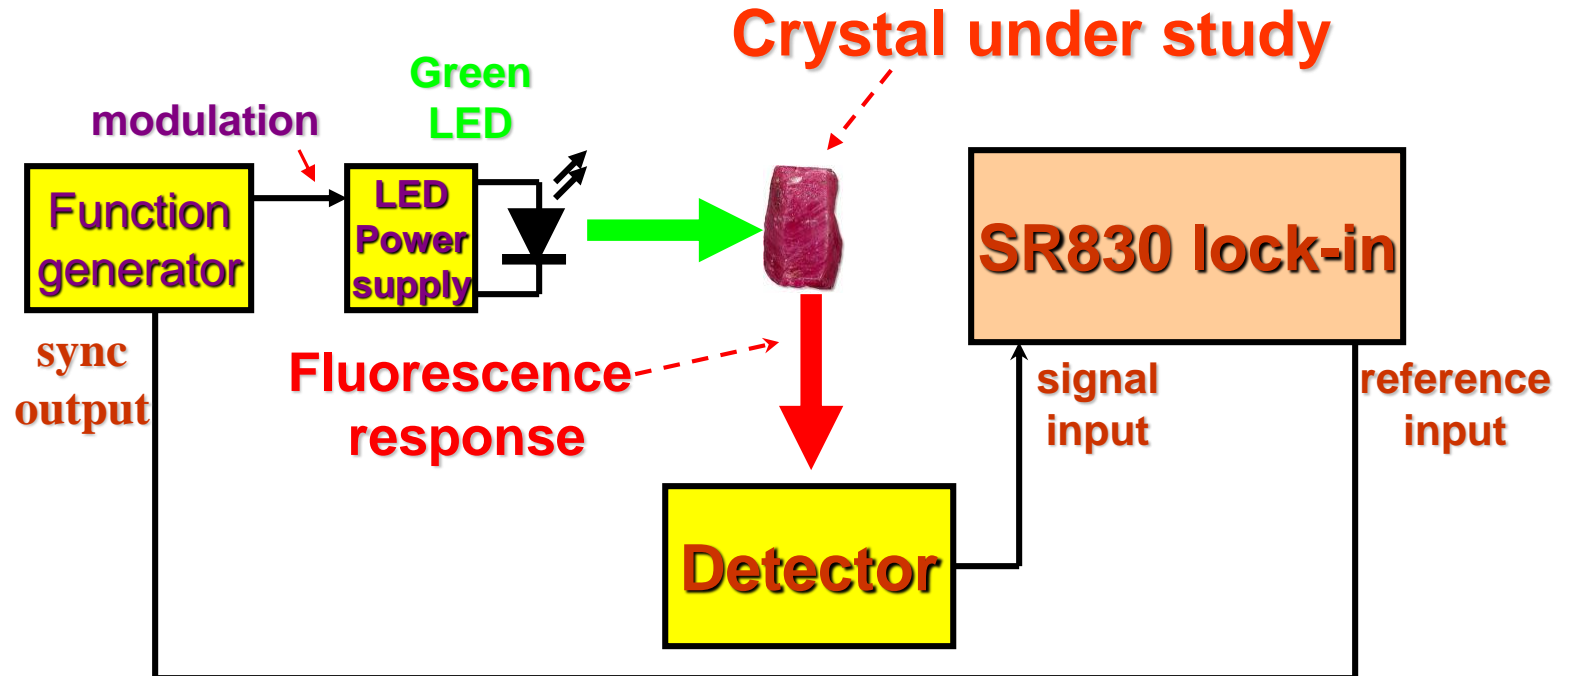 Crystal under study
Green
LED
modulation
Function
generator
LED
Power
supply
SR830 lock-in
sync
output
Fluorescence
response
signal
input
reference
input
Detector